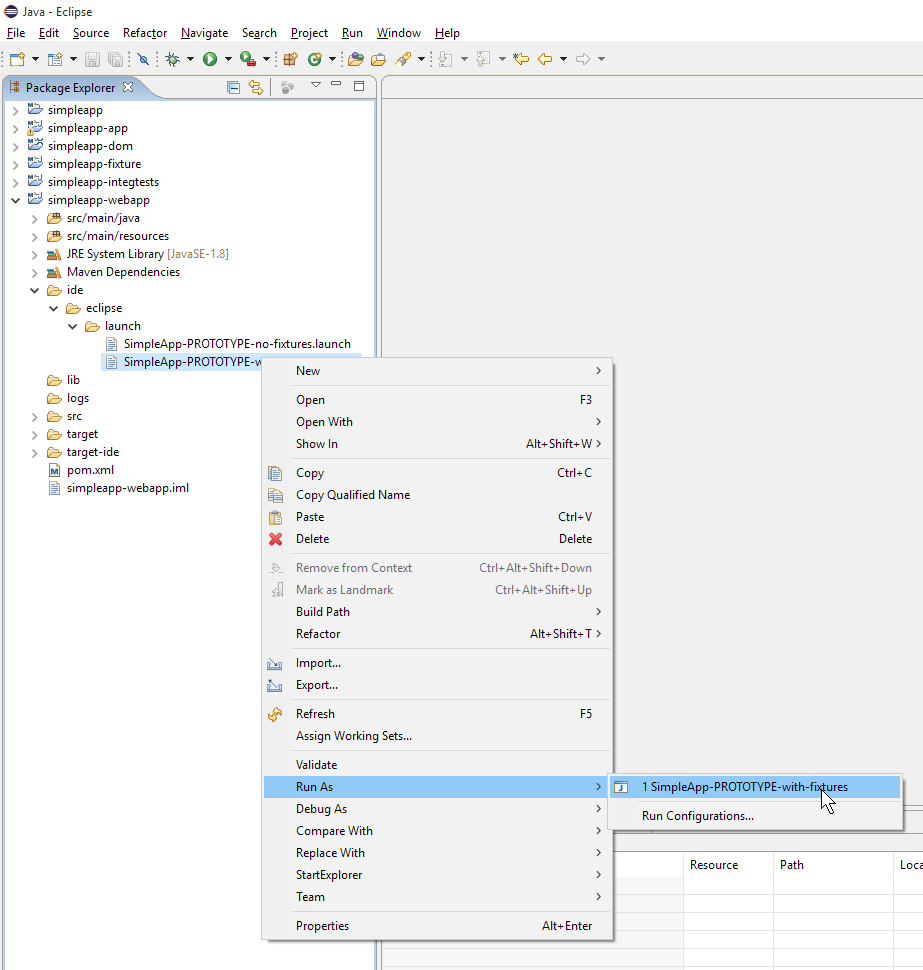 Java - Eclipse
File Edit Source Refactor Navigate Search Project Run Window Help
Package Explorer
simpleapp
simpleapp-app
simpleapp-dom
simpleapp-fixture
simpleapp-integtests
simpleapp-webapp
src/main/java
src/main/resources
JRE System Library [JavaSE-1.8]
Maven Dependencies
ide
eclipse
launch
SimpleApp-PROTOTYPE-no-fixtures.launch
SimpleApp-PROTOTYPE-w
lib
logs
src
target
target-ide
pom.xml
simpleapp-webapp.iml
New
Open F3
Open With
Show In Alt+Shift+W
Copy Ctrl+C
Copy Qualified Name
Paste Ctrl+V
Delete Delete
Remove from Context Ctrl+Alt+Shift+Down
Mark as Landmark Ctrl+Alt+Shift+Up
Build Path
Refactor Alt+Shift+T
Import...
Export...
Refresh F5
Assign Working Sets...
Validate
Run As
Debug As
Compare With
Replace With
StartExplorer
Team
Properties Alt+Enter
1 SimpleApp-PROTOTYPE-with-fixtures
Run Configurations...
Resource Path Loca